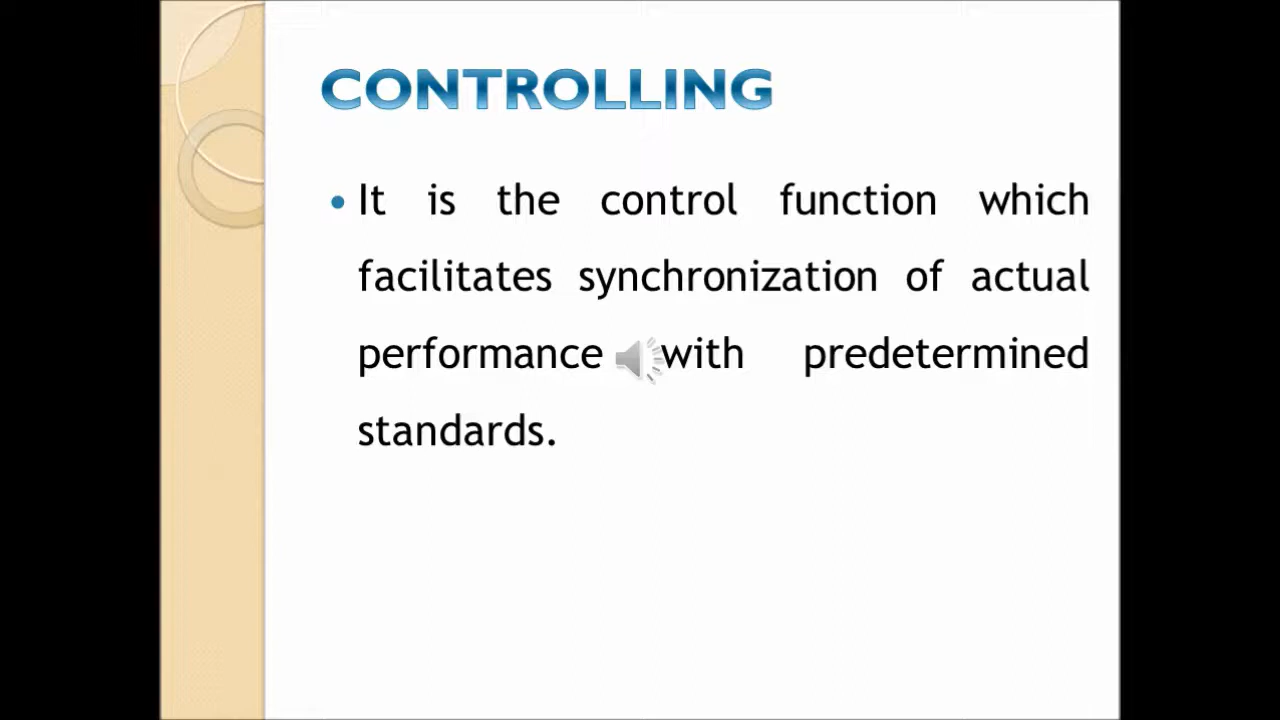 CONTROLLING
• It is the control function which
facilitates synchronization of actual
performance with predetermined
standards.